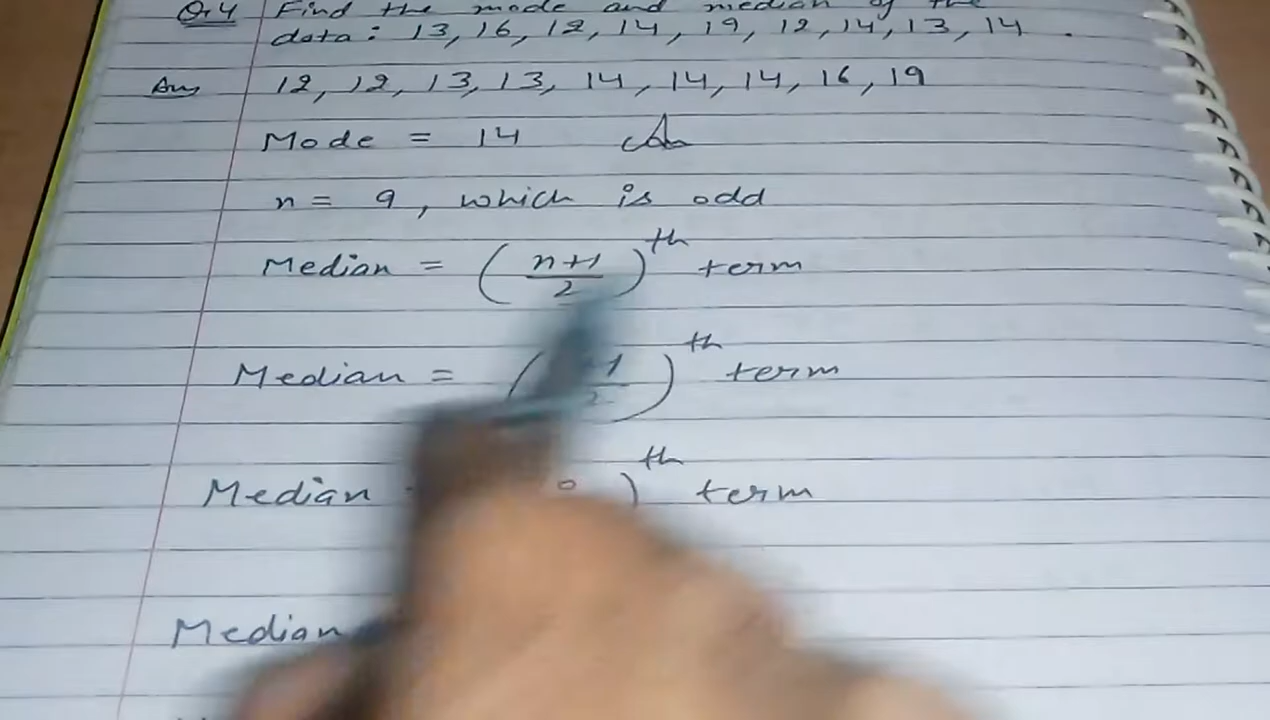 Q.4 Find the mode and median of the
data: 13, 16, 12, 14, 19, 12, 14, 13, 14.
Ans 12, 12, 13, 13, 14, 14, 14, 16, 19
Mode = 14
n = 9, which is odd
Median = (n+1/2)th term
Median = th term
Median th term
Median